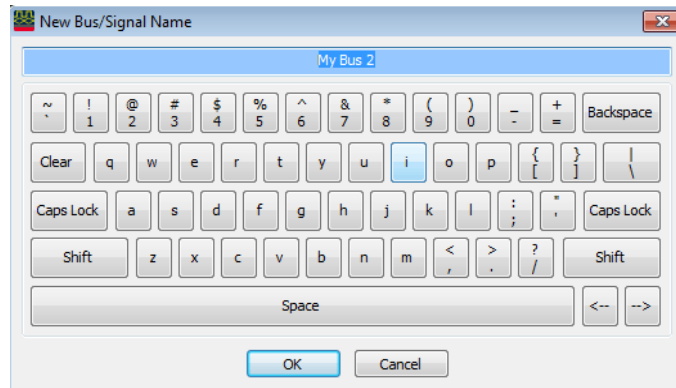 New Bus/Signal Name
My Bus 2
~ ! @ # $ % ^ & * ( ) _ +
` 1 2 3 4 5 6 7 8 9 0 - = Backspace
Clear q w e r t y u i o p { } |
[ ] \
Caps Lock a s d f g h j k l : " Caps Lock
; '
Shift z x c v b n m < > ? Shift
, . /
Space <-- -->
OK Cancel